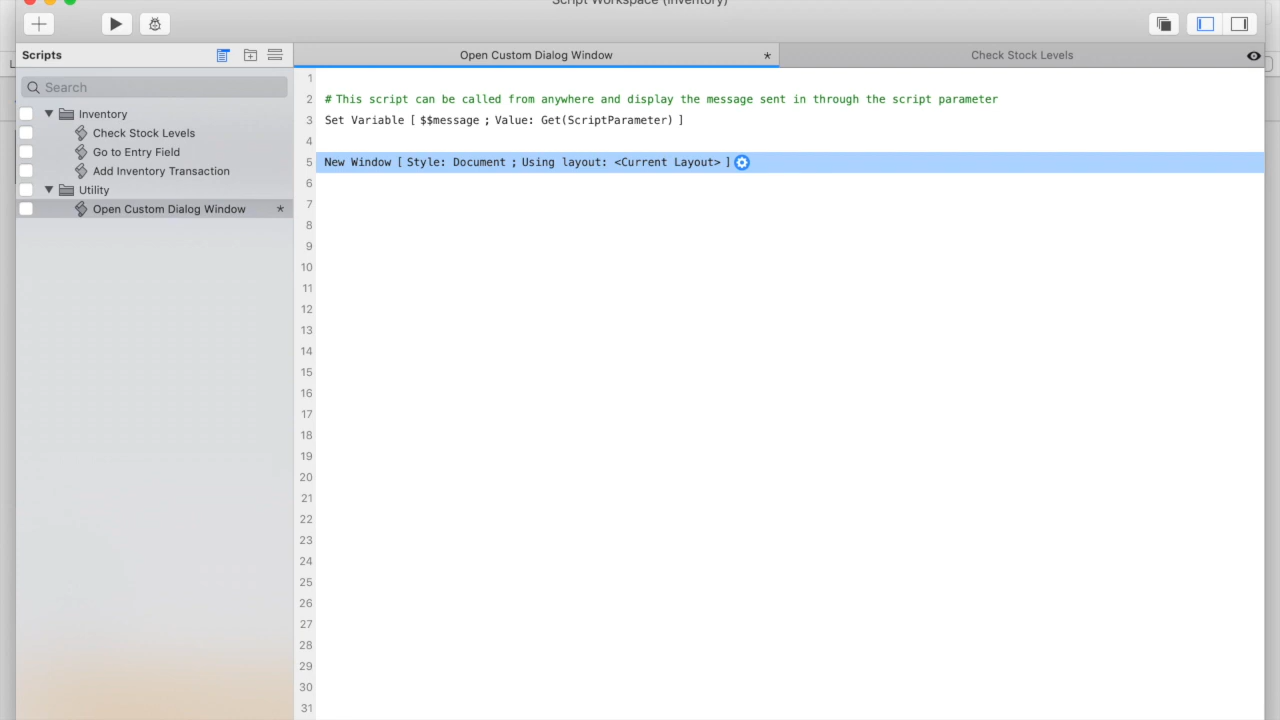 Script Workspace (Inventory)
Scripts
Open Custom Dialog Window *
Check Stock Levels
Search
Inventory
Check Stock Levels
Go to Entry Field
Add Inventory Transaction
Utility
Open Custom Dialog Window *
1
2 # This script can be called from anywhere and display the message sent in through the script parameter
3 Set Variable [ $$message ; Value: Get(ScriptParameter) ]
4
5 New Window [ Style: Document ; Using layout: <Current Layout> ]
6
7
8
9
10
11
12
13
14
15
16
17
18
19
20
21
22
23
24
25
26
27
28
29
30
31